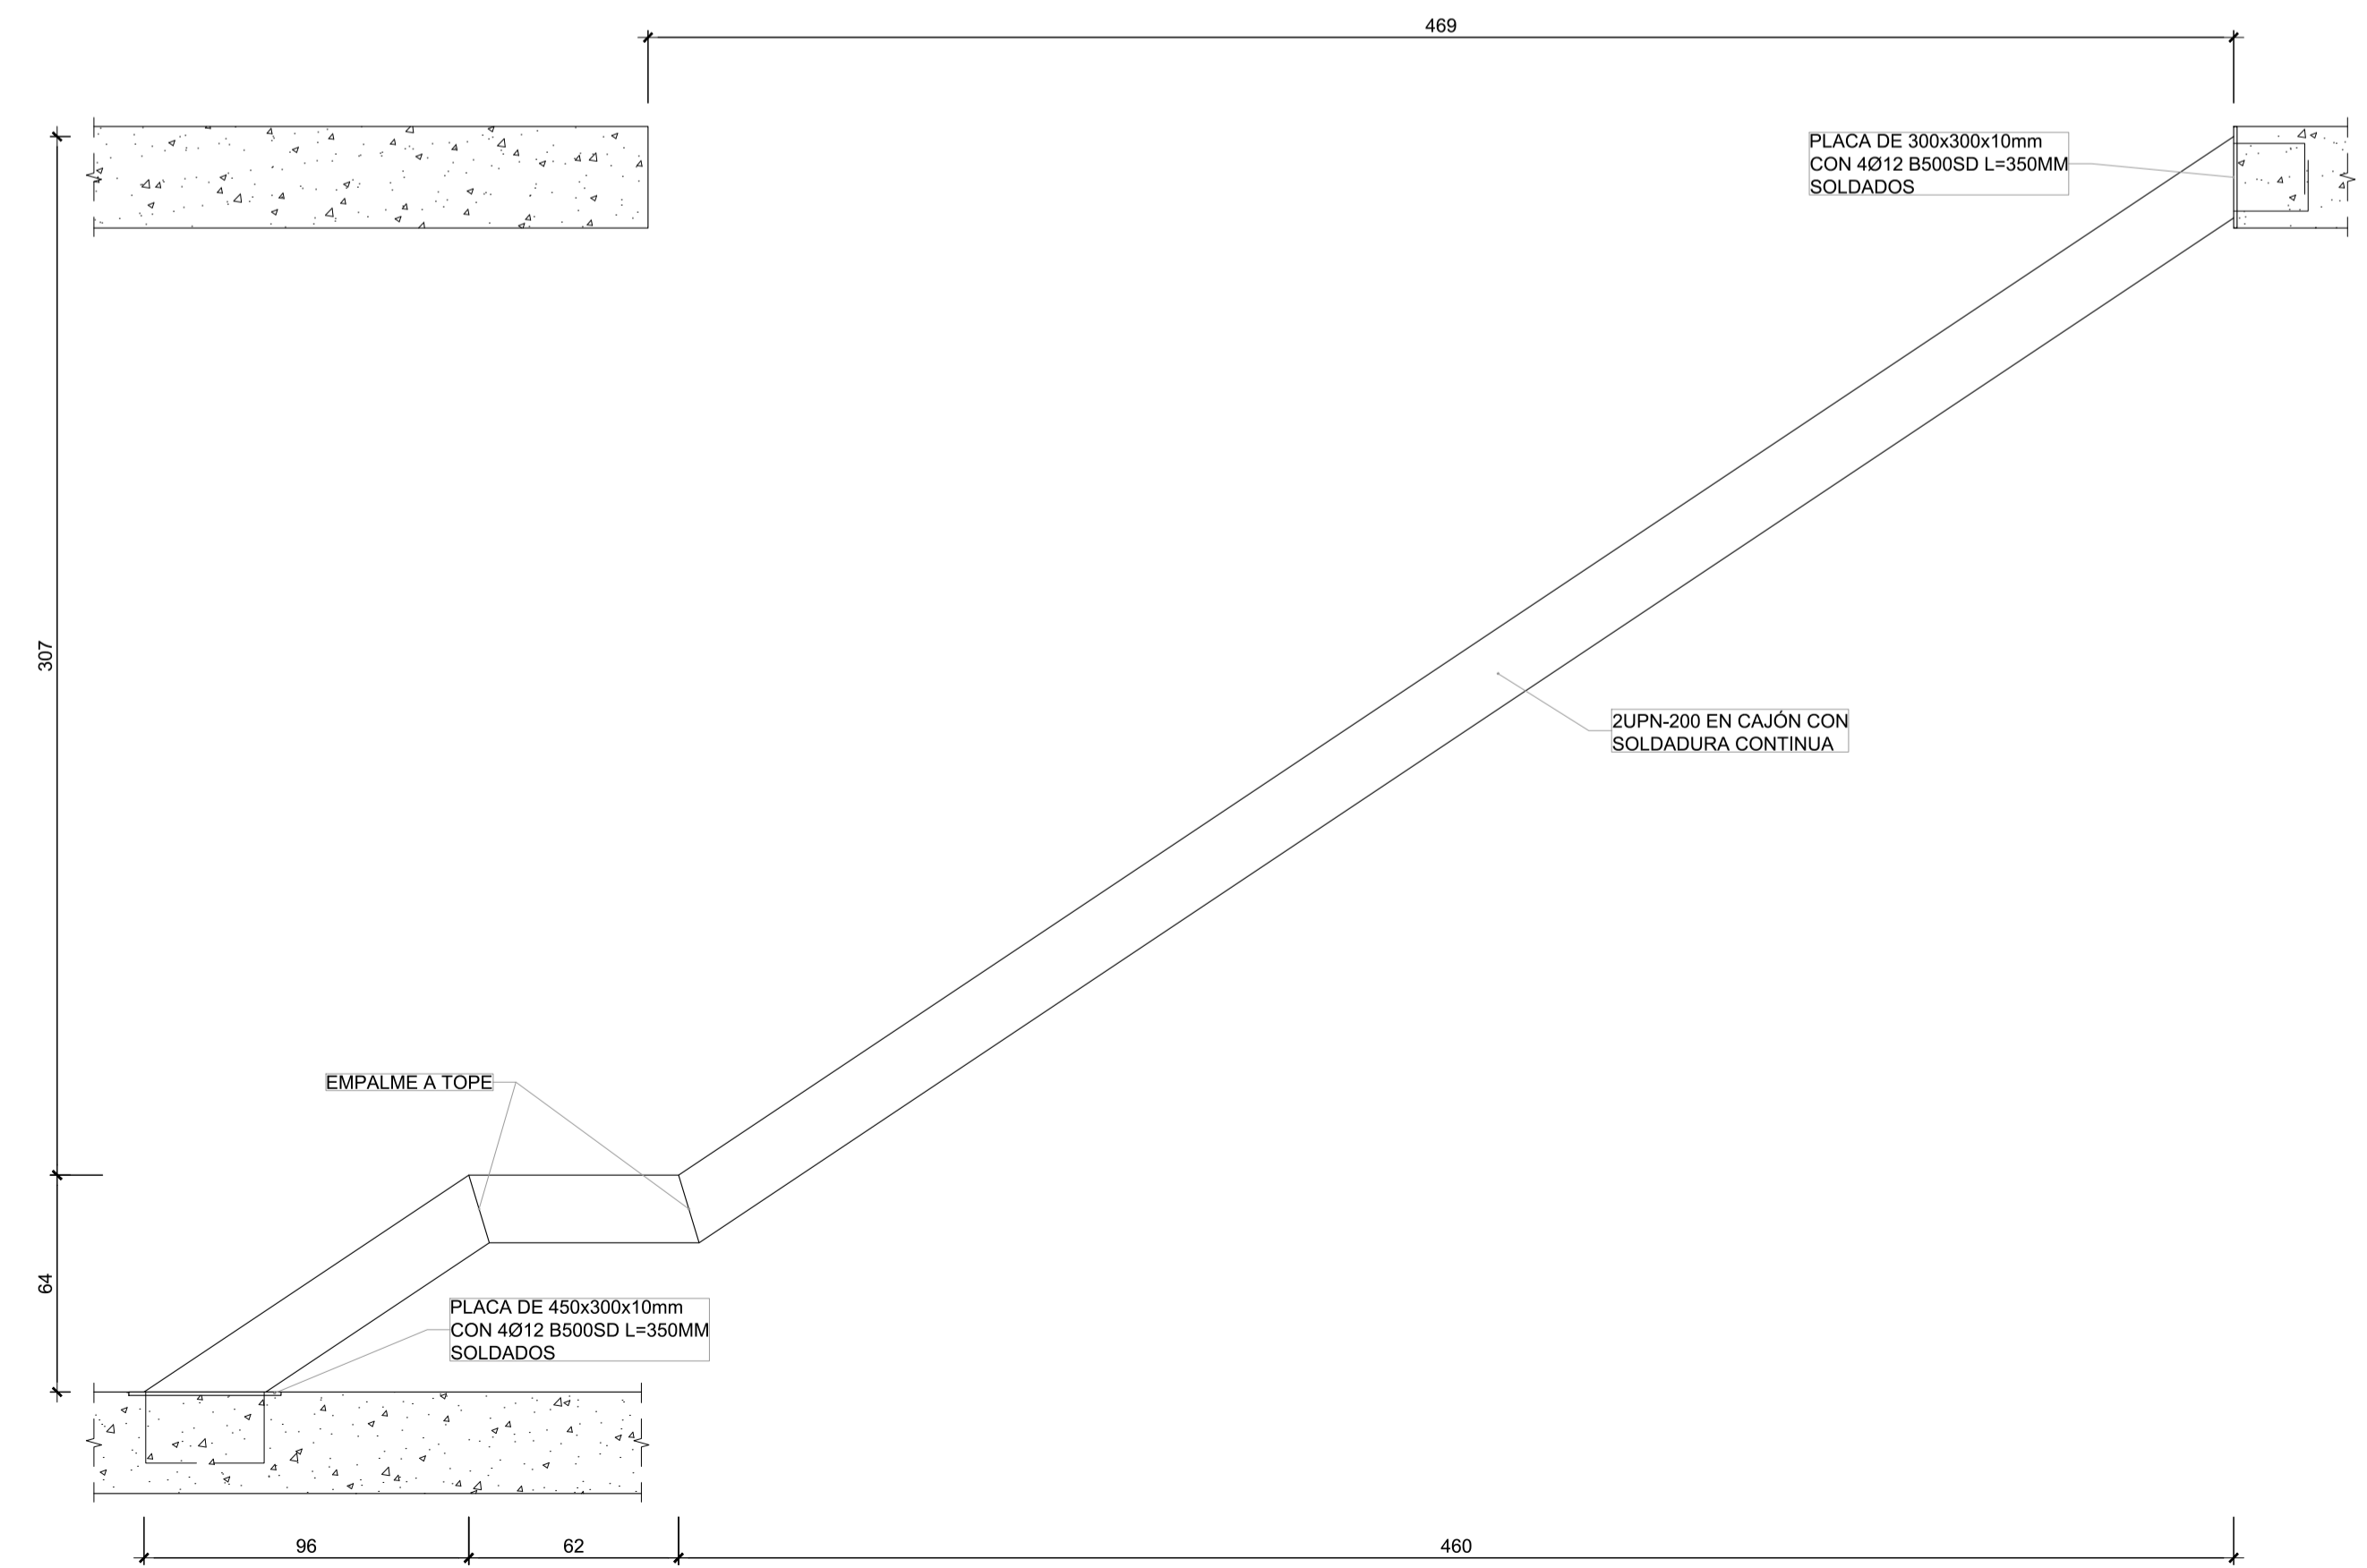 469
PLACA DE 300x300x10mm
CON 4Ø12 B500SD L=350MM
SOLDADOS
307
2UPN-200 EN CAJÓN CON
SOLDADURA CONTINUA
EMPALME A TOPE
64
PLACA DE 450x300x10mm
CON 4Ø12 B500SD L=350MM
SOLDADOS
96
62
460